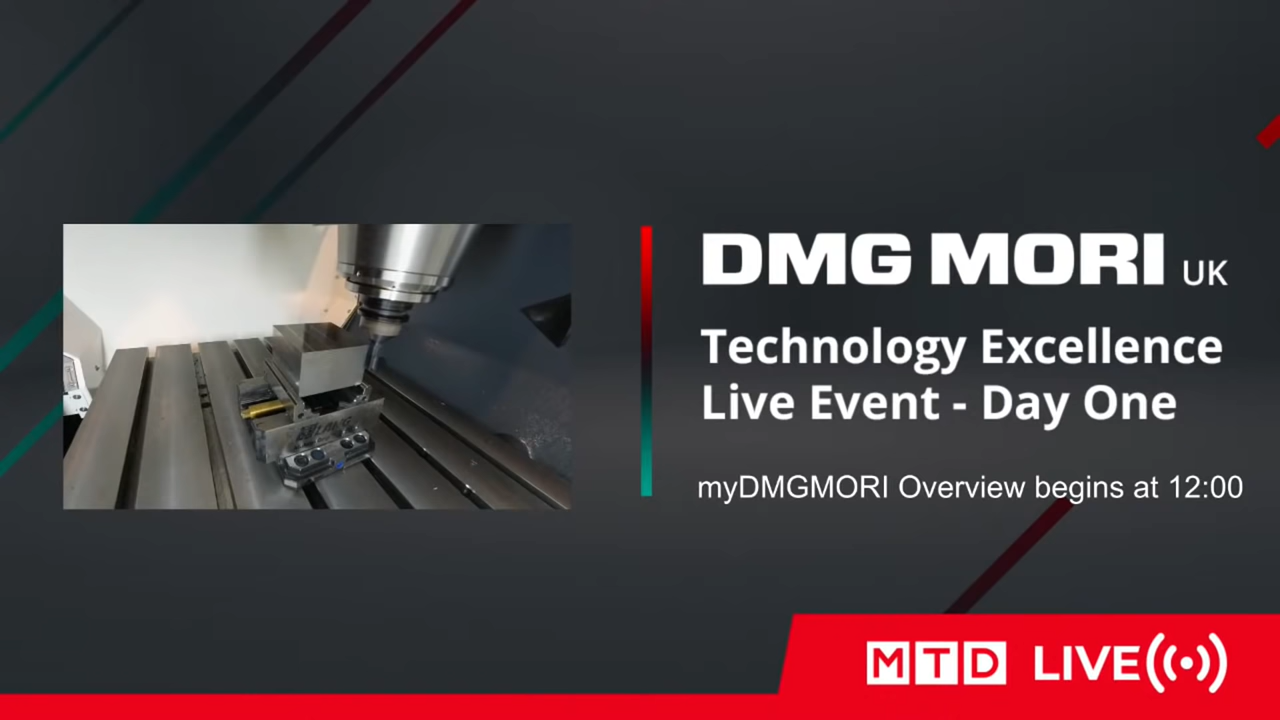 DMG MORI UK
Technology Excellence
Live Event - Day One
myDMGMORI Overview begins at 12:00
MTD LIVE